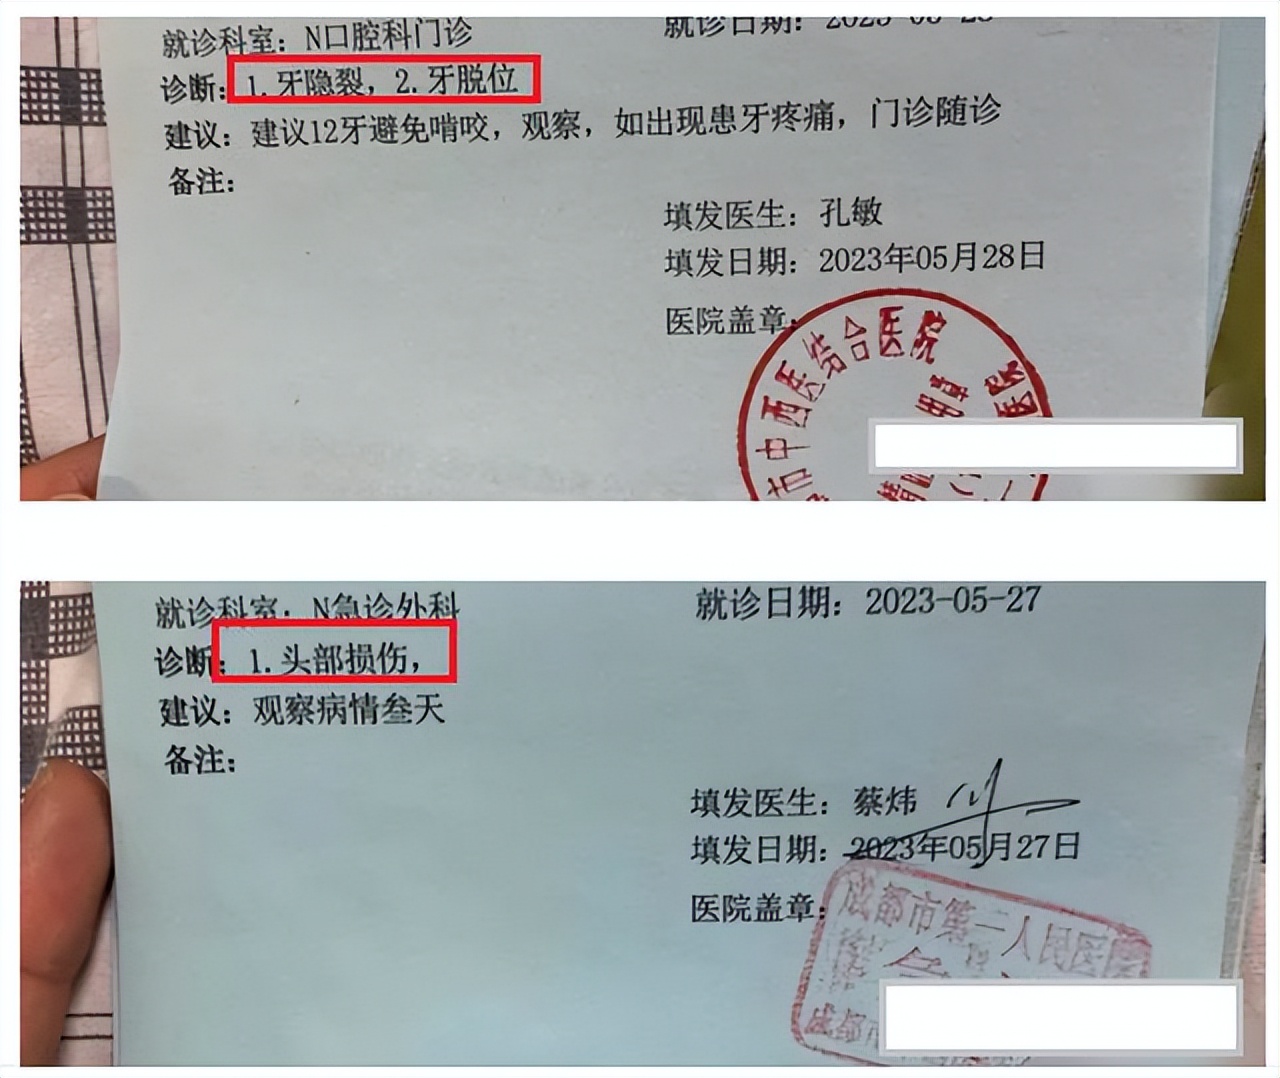 就诊科室：N口腔科门诊
就诊日期：2023-05-28
诊断：1.牙隐裂，2.牙脱位
建议：建议12牙避免啃咬，观察，如出现患牙疼痛，门诊随诊
备注：
填发医生：孔敏
填发日期：2023年05月28日
医院盖章：
市中西医结合医院
就诊科室：N急诊外科
就诊日期：2023-05-27
诊断：1.头部损伤，
建议：观察病情叁天
备注：
填发医生：蔡炜
填发日期：2023年05月27日
医院盖章：
成都市第一人民医院
成都